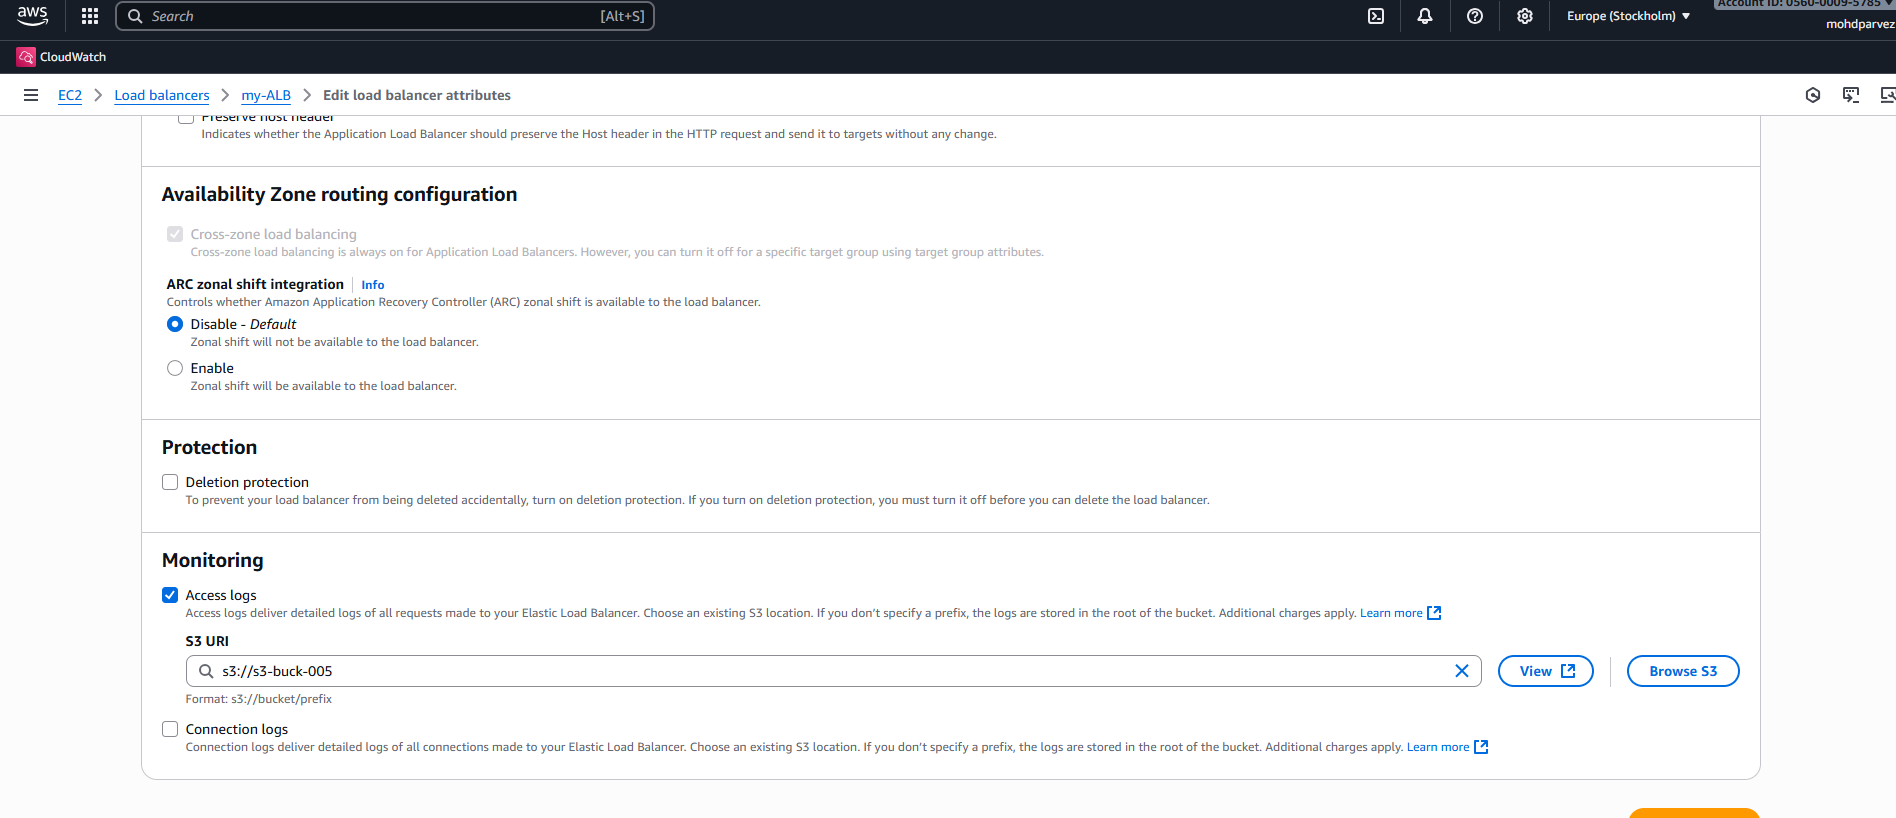 aws
Search
[Alt+S]
Europe (Stockholm)
Account ID: 0560-0009-5785
mohdparvez
CloudWatch
EC2
Load balancers
my-ALB
Edit load balancer attributes
Preserve host header
Indicates whether the Application Load Balancer should preserve the Host header in the HTTP request and send it to targets without any change.
Availability Zone routing configuration
Cross-zone load balancing
Cross-zone load balancing is always on for Application Load Balancers. However, you can turn it off for a specific target group using target group attributes.
ARC zonal shift integration
Info
Controls whether Amazon Application Recovery Controller (ARC) zonal shift is available to the load balancer.
Disable - Default
Zonal shift will not be available to the load balancer.
Enable
Zonal shift will be available to the load balancer.
Protection
Deletion protection
To prevent your load balancer from being deleted accidentally, turn on deletion protection. If you turn on deletion protection, you must turn it off before you can delete the load balancer.
Monitoring
Access logs
Access logs deliver detailed logs of all requests made to your Elastic Load Balancer. Choose an existing S3 location. If you don't specify a prefix, the logs are stored in the root of the bucket. Additional charges apply. Learn more
S3 URI
s3://s3-buck-005
View
Browse S3
Format: s3://bucket/prefix
Connection logs
Connection logs deliver detailed logs of all connections made to your Elastic Load Balancer. Choose an existing S3 location. If you don't specify a prefix, the logs are stored in the root of the bucket. Additional charges apply. Learn more